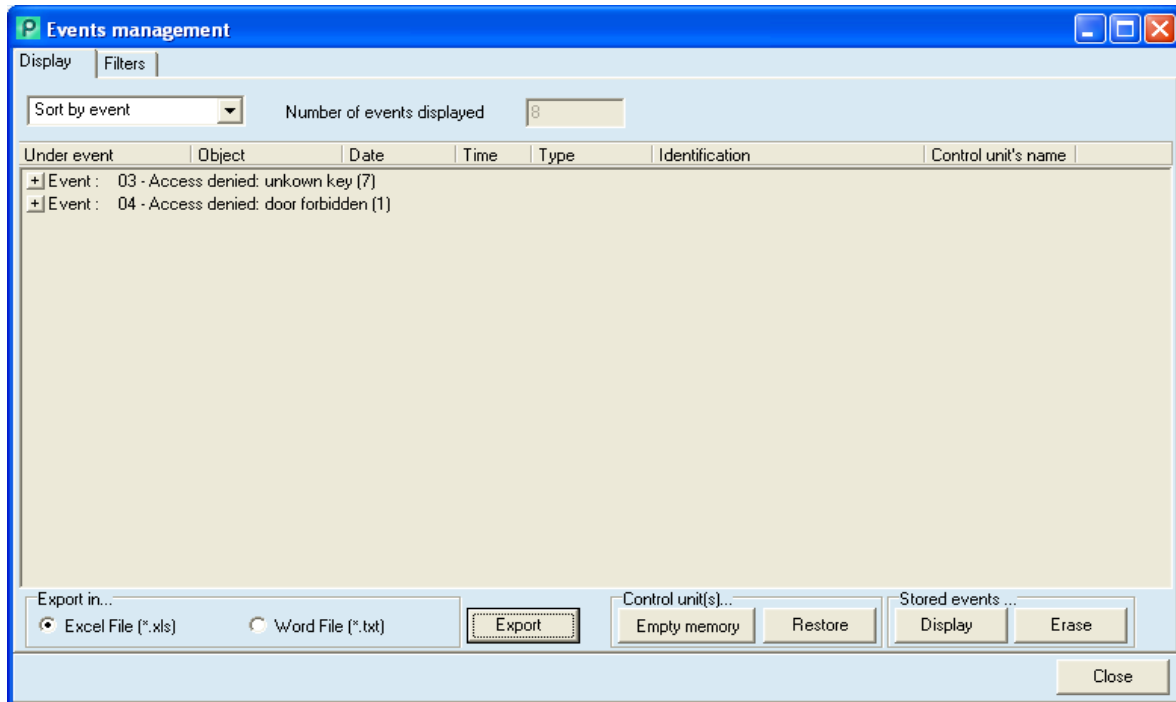 P Events management
Display Filters
Sort by event Number of events displayed 8
Under event Object Date Time Type Identification Control unit's name
+ Event : 03 - Access denied: unkown key (7)
+ Event : 04 - Access denied: door forbidden (1)
Export in... Control unit(s)... Stored events ...
Excel File (*.xls) Word File (*.txt) Export Empty memory Restore Display Erase
Close